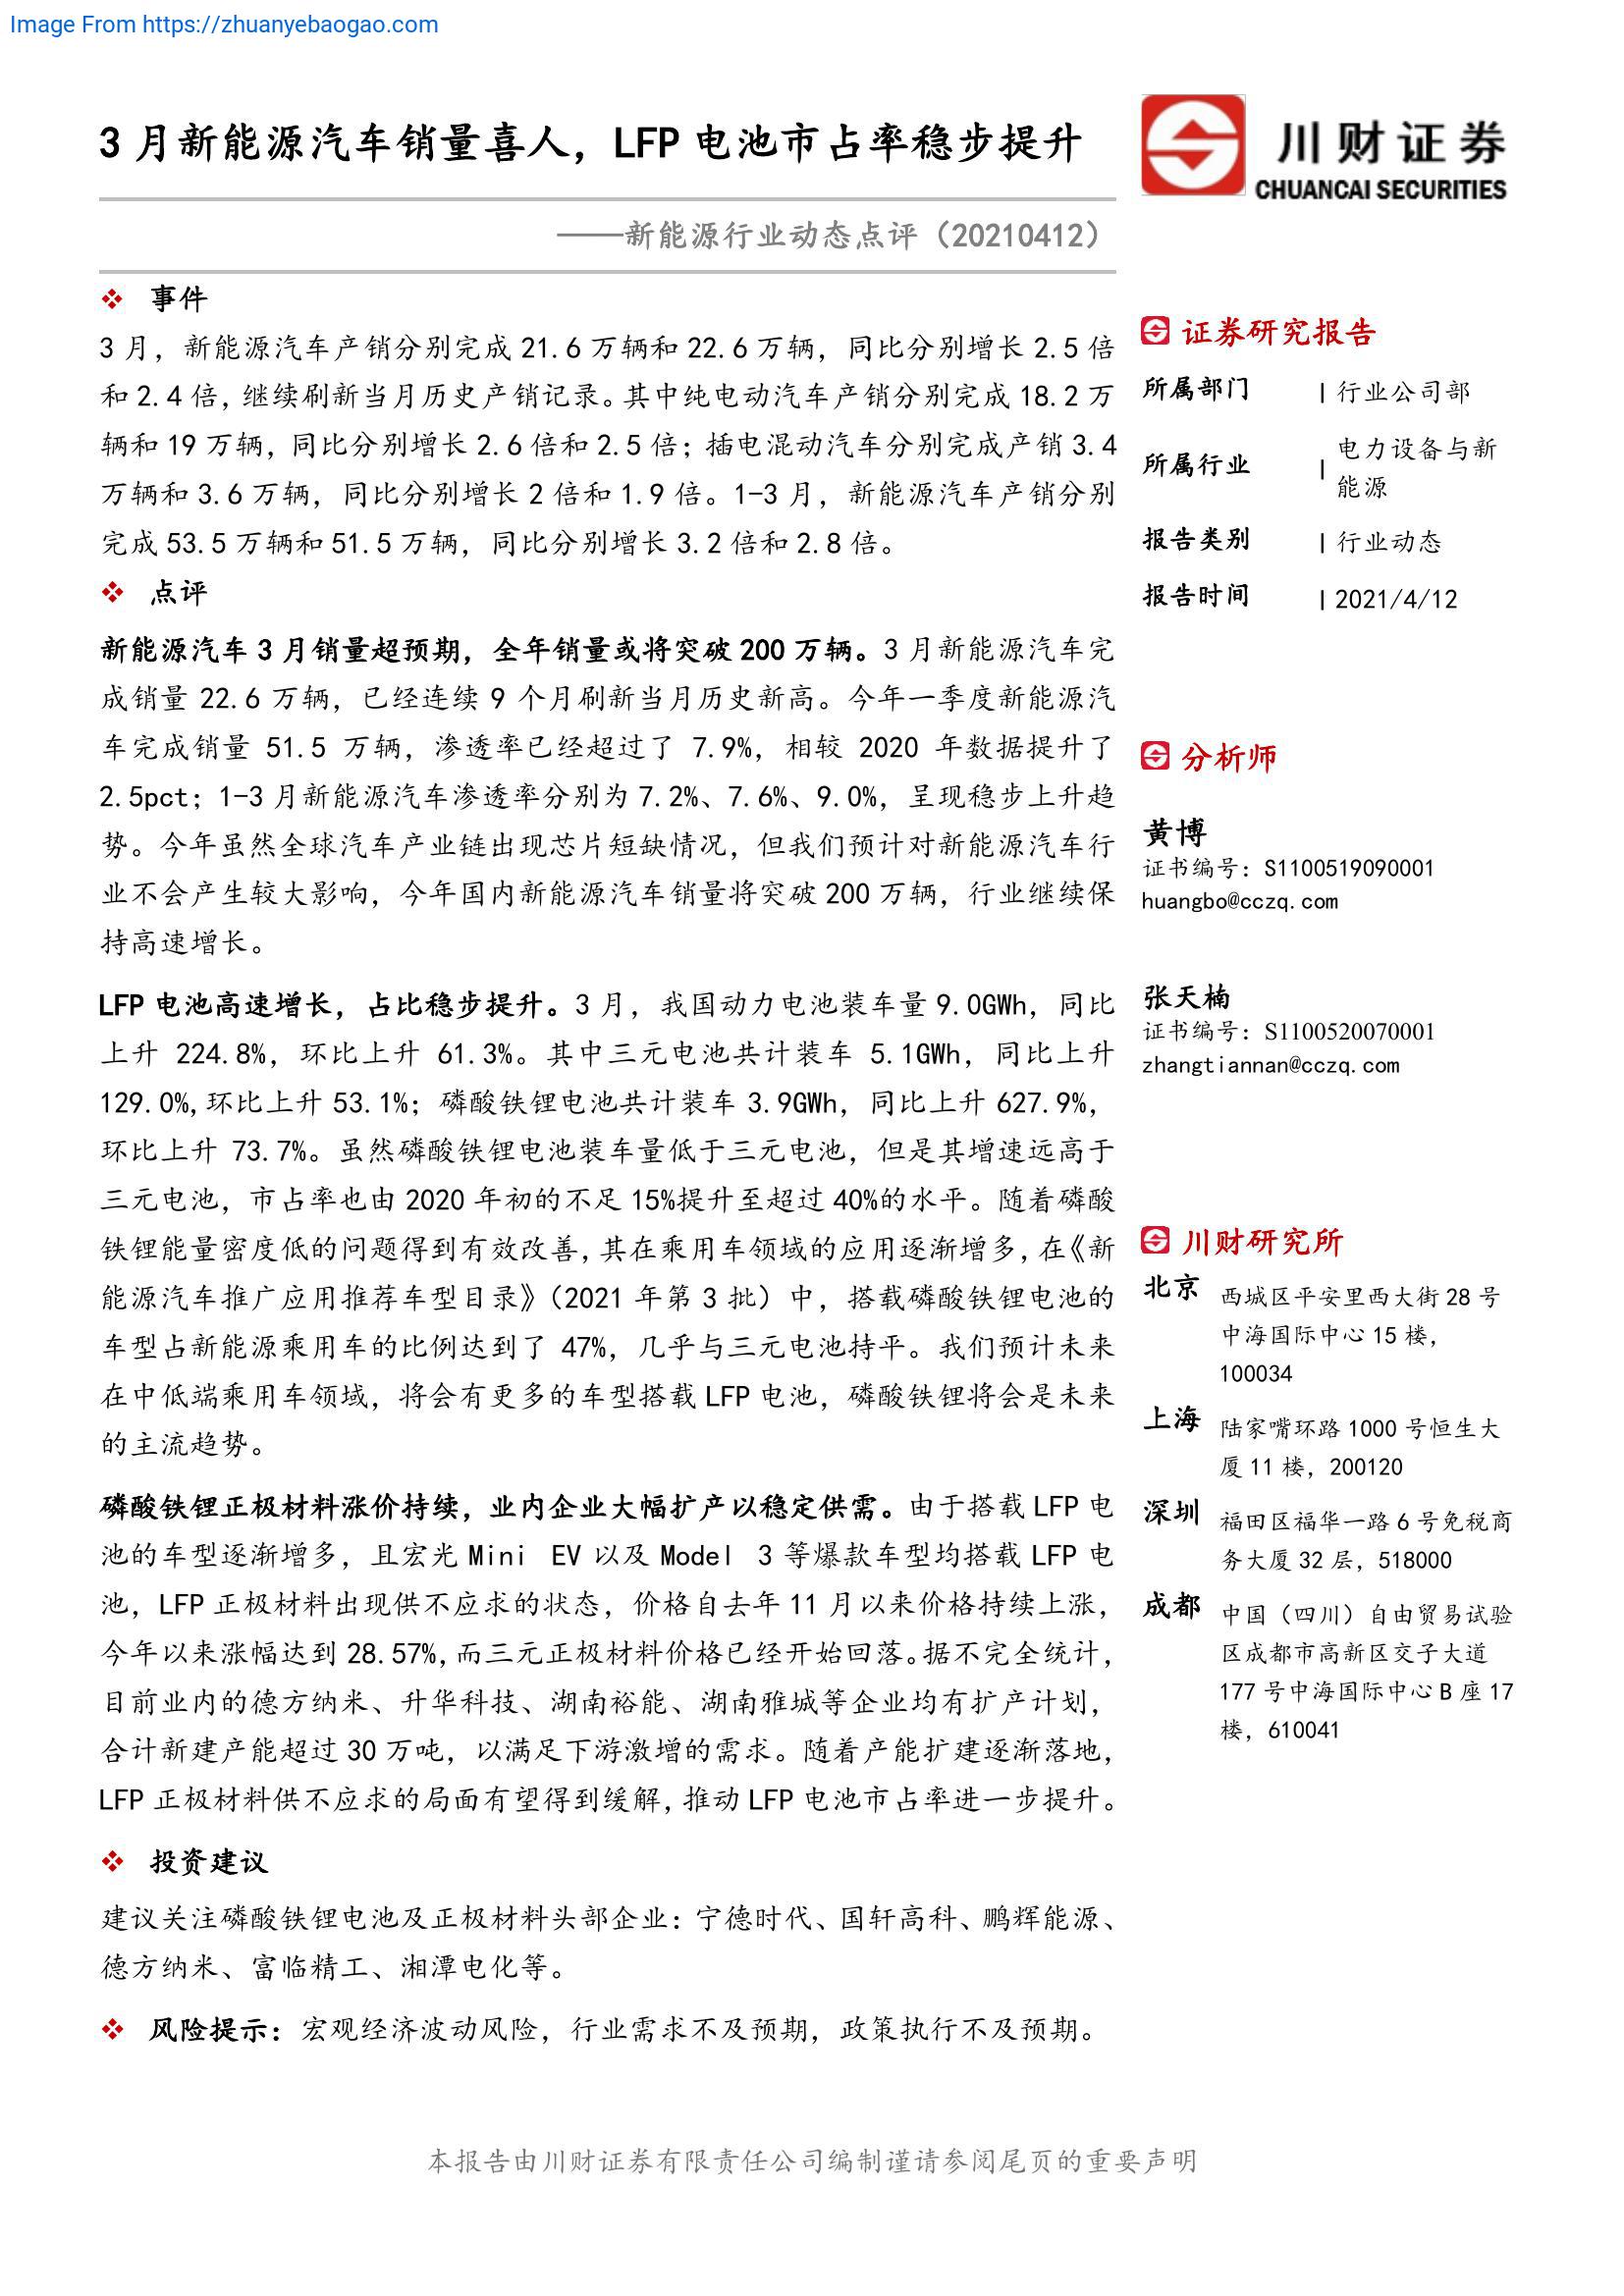 Image From https://zhuanyebaogao.com
3 月新能源汽车销量喜人，LFP 电池市占率稳步提升
——新能源行业动态点评（20210412）
川财证券
CHUANCAI SECURITIES
❖ 事件
3 月，新能源汽车产销分别完成 21.6 万辆和 22.6 万辆，同比分别增长 2.5 倍
和 2.4 倍，继续刷新当月历史产销记录。其中纯电动汽车产销分别完成 18.2 万
辆和 19 万辆，同比分别增长 2.6 倍和 2.5 倍；插电混动汽车分别完成产销 3.4
万辆和 3.6 万辆，同比分别增长 2 倍和 1.9 倍。1-3 月，新能源汽车产销分别
完成 53.5 万辆和 51.5 万辆，同比分别增长 3.2 倍和 2.8 倍。
❖ 点评
新能源汽车 3 月销量超预期，全年销量或将突破 200 万辆。3 月新能源汽车完
成销量 22.6 万辆，已经连续 9 个月刷新当月历史新高。今年一季度新能源汽
车完成销量 51.5 万辆，渗透率已经超过了 7.9%，相较 2020 年数据提升了
2.5pct；1-3 月新能源汽车渗透率分别为 7.2%、7.6%、9.0%，呈现稳步上升趋
势。今年虽然全球汽车产业链出现芯片短缺情况，但我们预计对新能源汽车行
业不会产生较大影响，今年国内新能源汽车销量将突破 200 万辆，行业继续保
持高速增长。
LFP 电池高速增长，占比稳步提升。3 月，我国动力电池装车量 9.0GWh，同比
上升 224.8%，环比上升 61.3%。其中三元电池共计装车 5.1GWh，同比上升
129.0%,环比上升 53.1%；磷酸铁锂电池共计装车 3.9GWh，同比上升 627.9%，
环比上升 73.7%。虽然磷酸铁锂电池装车量低于三元电池，但是其增速远高于
三元电池，市占率也由 2020 年初的不足 15%提升至超过 40%的水平。随着磷酸
铁锂能量密度低的问题得到有效改善，其在乘用车领域的应用逐渐增多，在《新
能源汽车推广应用推荐车型目录》（2021 年第 3 批）中，搭载磷酸铁锂电池的
车型占新能源乘用车的比例达到了 47%，几乎与三元电池持平。我们预计未来
在中低端乘用车领域，将会有更多的车型搭载 LFP 电池，磷酸铁锂将会是未来
的主流趋势。
磷酸铁锂正极材料涨价持续，业内企业大幅扩产以稳定供需。由于搭载 LFP 电
池的车型逐渐增多，且宏光 Mini EV 以及 Model 3 等爆款车型均搭载 LFP 电
池，LFP 正极材料出现供不应求的状态，价格自去年 11 月以来价格持续上涨，
今年以来涨幅达到 28.57%，而三元正极材料价格已经开始回落。据不完全统计，
目前业内的德方纳米、升华科技、湖南裕能、湖南雅城等企业均有扩产计划，
合计新建产能超过 30 万吨，以满足下游激增的需求。随着产能扩建逐渐落地，
LFP 正极材料供不应求的局面有望得到缓解，推动 LFP 电池市占率进一步提升。
❖ 投资建议
建议关注磷酸铁锂电池及正极材料头部企业：宁德时代、国轩高科、鹏辉能源、
德方纳米、富临精工、湘潭电化等。
❖ 风险提示：宏观经济波动风险，行业需求不及预期，政策执行不及预期。
证券研究报告
所属部门 | 行业公司部
所属行业 | 电力设备与新
能源
报告类别 | 行业动态
报告时间 | 2021/4/12
分析师
黄博
证书编号：S1100519090001
huangbo@cczq.com
张天楠
证书编号：S1100520070001
zhangtiannan@cczq.com
川财研究所
北京 西城区平安里西大街 28 号
中海国际中心 15 楼，
100034
上海 陆家嘴环路 1000 号恒生大
厦 11 楼，200120
深圳 福田区福华一路 6 号免税商
务大厦 32 层，518000
成都 中国（四川）自由贸易试验
区成都市高新区交子大道
177 号中海国际中心 B 座 17
楼，610041
本报告由川财证券有限责任公司编制谨请参阅尾页的重要声明